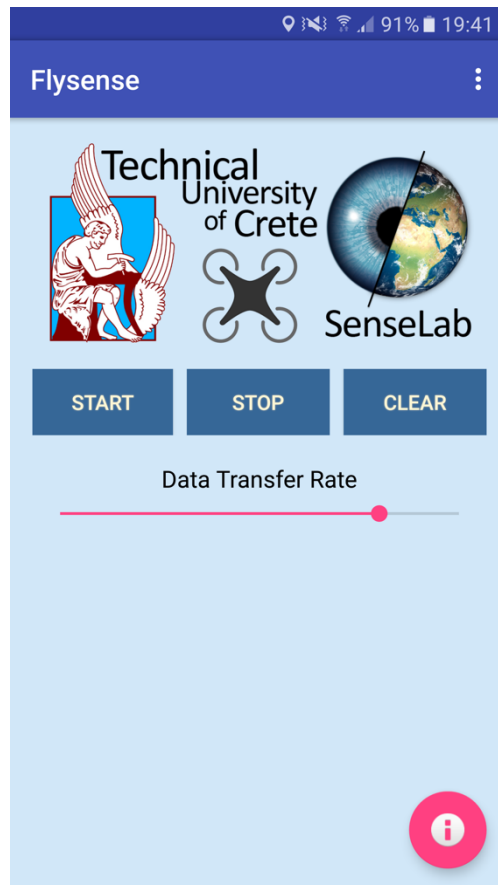 91% 19:41
Flysense
Technical
University
of Crete
SenseLab
START STOP CLEAR
Data Transfer Rate
i